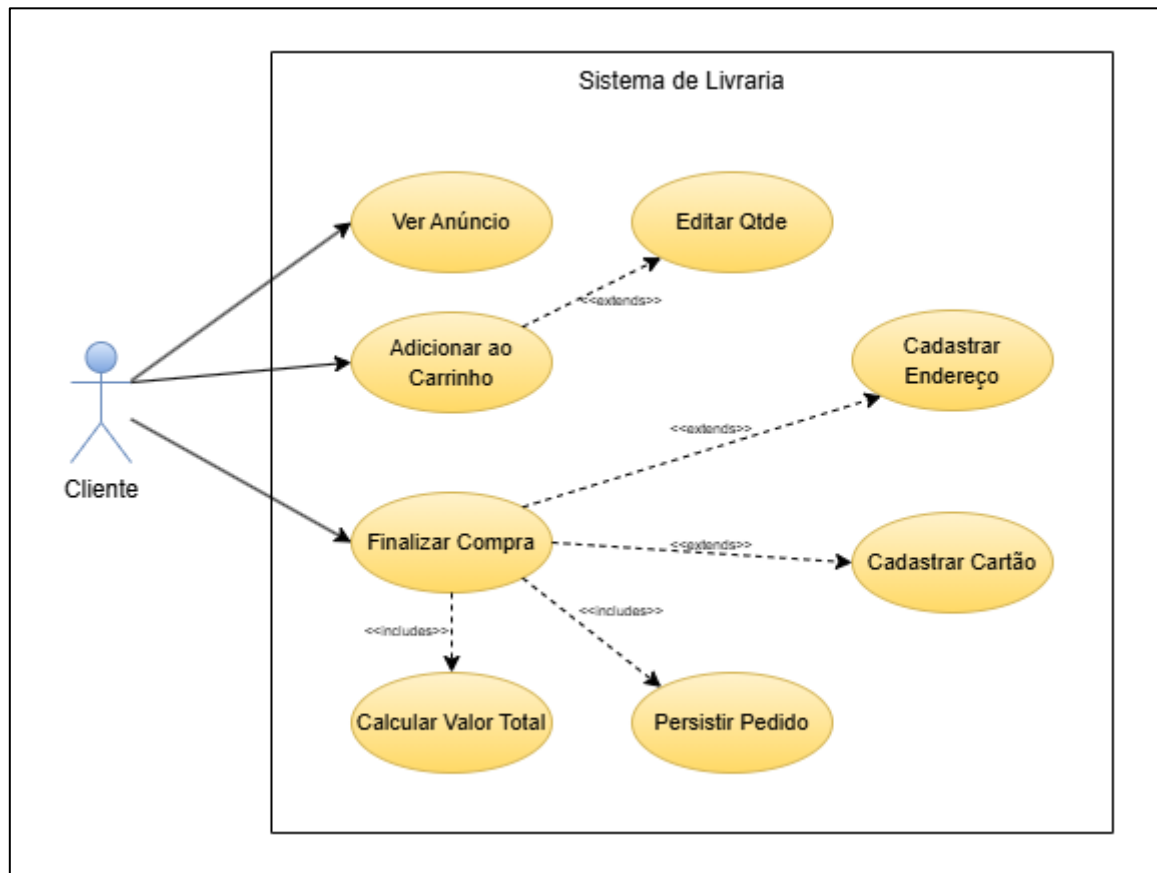 Sistema de Livraria
Ver Anúncio
Editar Qtde
<<extends>>
Adicionar ao
Carrinho
Cadastrar
Endereço
Cliente
<<extends>>
Finalizar Compra
<<extends>>
Cadastrar Cartão
<<includes>>
<<includes>>
Calcular Valor Total
Persistir Pedido